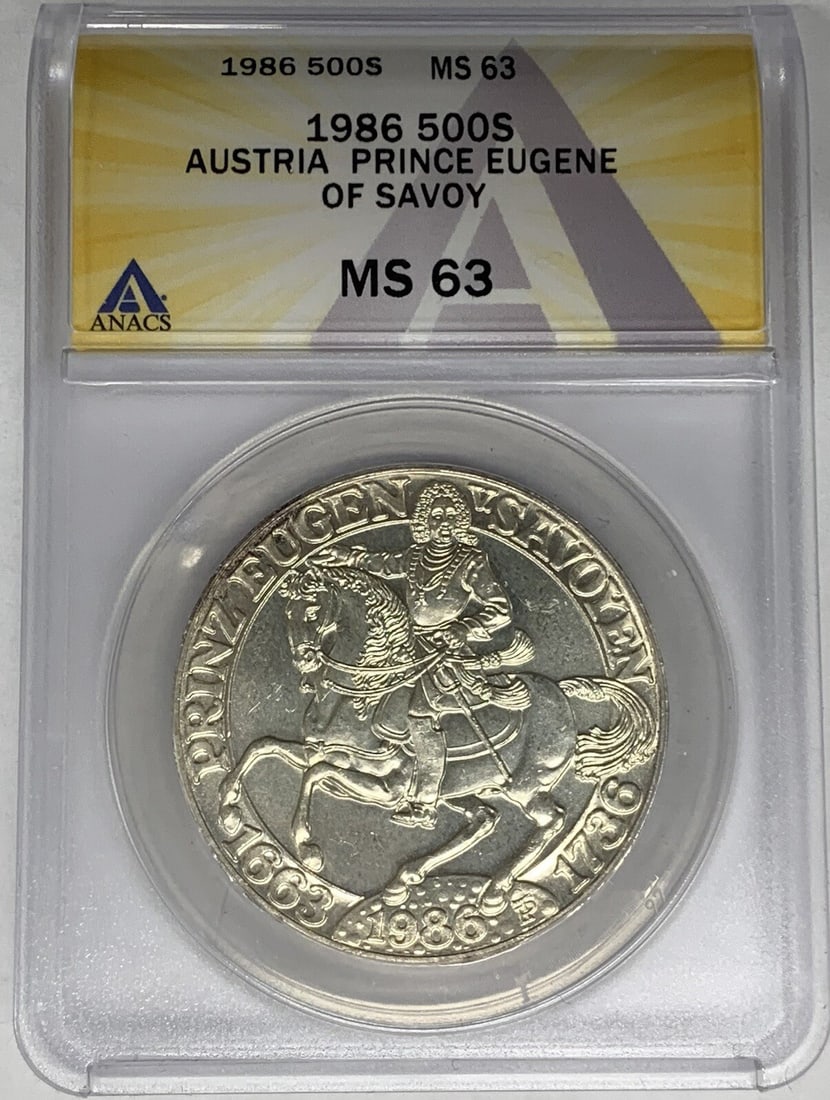 1986 500S MS 63
1986 500S
AUSTRIA PRINCE EUGENE
OF SAVOY
MS 63
ANACS
PRINZ EUGEN V. SAVOYEN
1663 1986 1736